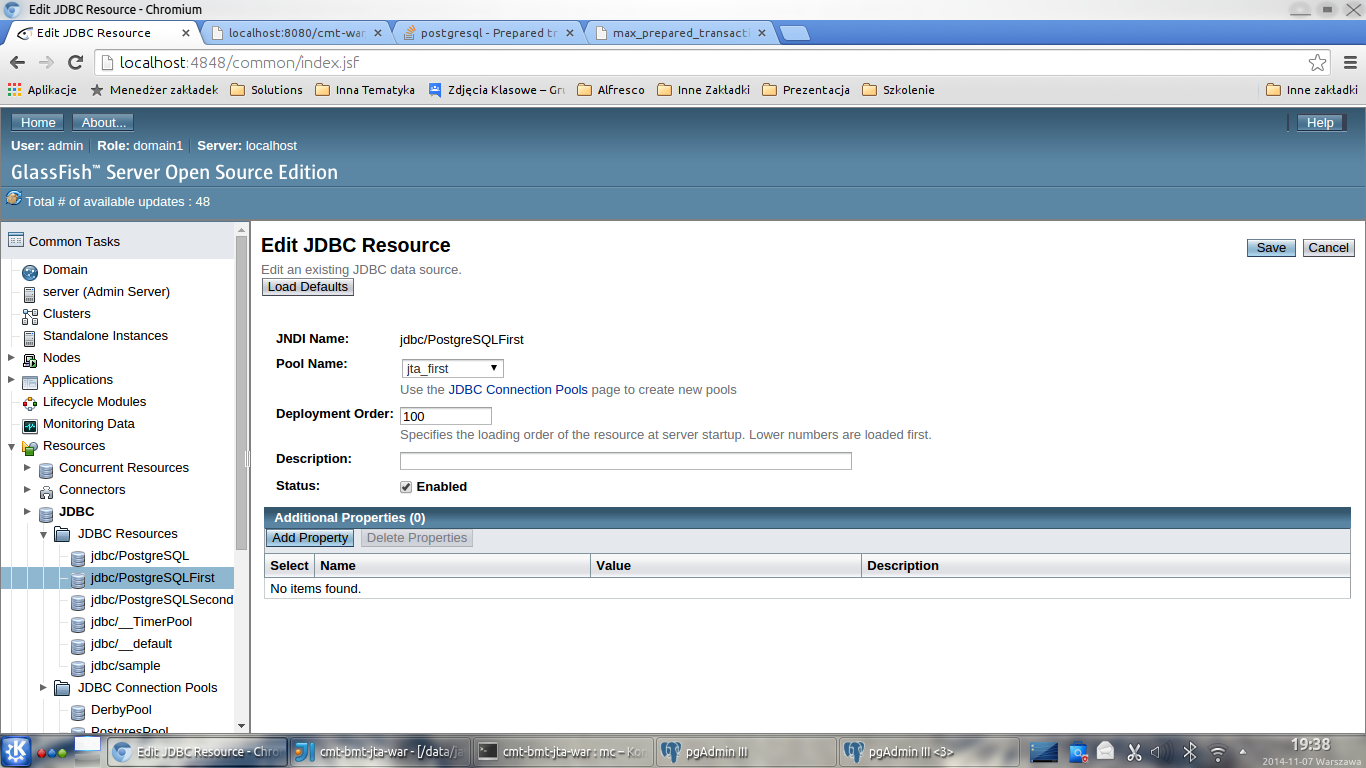 Edit JDBC Resource - Chromium
Edit JDBC Resource
localhost:8080/cmt-war
postgresql - Prepared tr
max_prepared_transacti
localhost:4848/common/index.jsf
Aplikacje
Menedżer zakładek
Solutions
Inna Tematyka
Zdjęcia Klasowe – Gru
Alfresco
Inne Zakładki
Prezentacja
Szkolenie
Inne zakładki
Home
About...
Help
User: admin
Role: domain1
Server: localhost
GlassFish™ Server Open Source Edition
Total # of available updates : 48
Common Tasks
Domain
server (Admin Server)
Clusters
Standalone Instances
Nodes
Applications
Lifecycle Modules
Monitoring Data
Resources
Concurrent Resources
Connectors
JDBC
JDBC Resources
jdbc/PostgreSQL
jdbc/PostgreSQLFirst
jdbc/PostgreSQLSecond
jdbc/__TimerPool
jdbc/__default
jdbc/sample
JDBC Connection Pools
DerbyPool
PostgresPool
Edit JDBC Resource
Save
Cancel
Edit an existing JDBC data source.
Load Defaults
JNDI Name:
jdbc/PostgreSQLFirst
Pool Name:
jta_first
Use the JDBC Connection Pools page to create new pools
Deployment Order:
100
Specifies the loading order of the resource at server startup. Lower numbers are loaded first.
Description:
Status:
Enabled
Additional Properties (0)
Add Property
Delete Properties
Select
Name
Value
Description
No items found.
Edit JDBC Resource - Chro
cmt-bmt-jta-war - [/data/ja
cmt-bmt-jta-war : mc – Kon
pgAdmin III
pgAdmin III <3>
19:38
2014-11-07 Warszawa